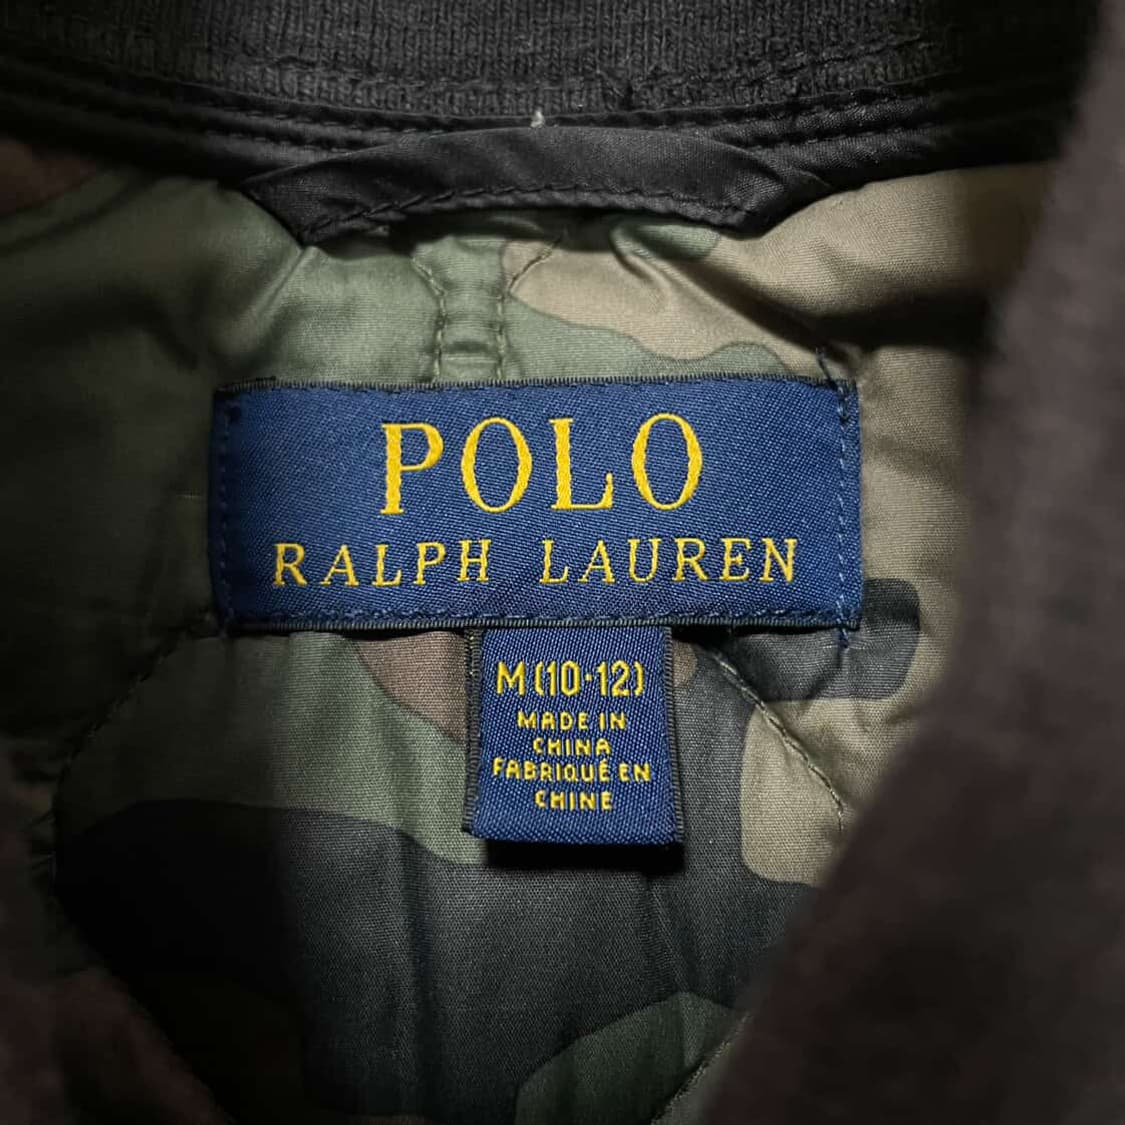 POLO
RALPH LAUREN
M(10·12)
MADE IN
CHINA
FABRIQUÉ EN
CHINE